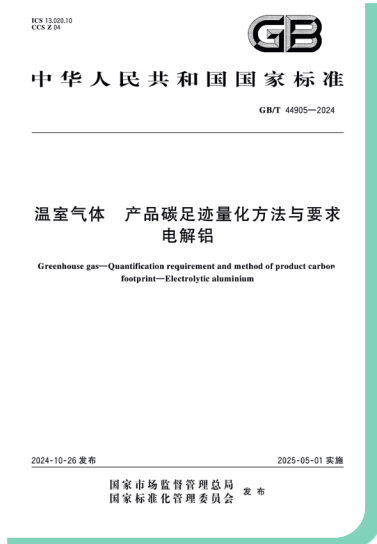 ICS 13.020.10
CCS Z 04
GB
中华人民共和国国家标准
GB/T 44905—2024
温室气体 产品碳足迹量化方法与要求
电解铝
Greenhouse gas—Quantification requirement and method of product carbon
footprint—Electrolytic aluminium
2024-10-26 发布
2025-05-01 实施
国家市场监督管理总局
国家标准化管理委员会
发布